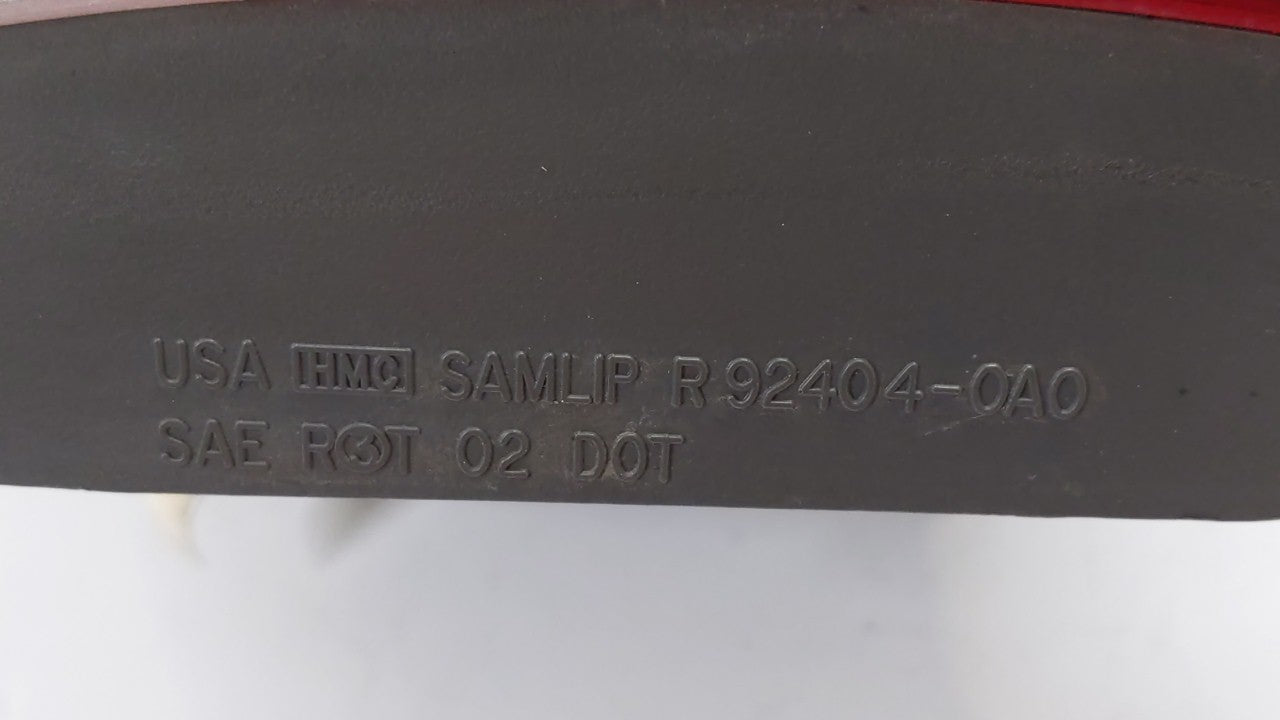 USA HMC SAMLIP R 92404-0A0
SAE R③T 02 DOT